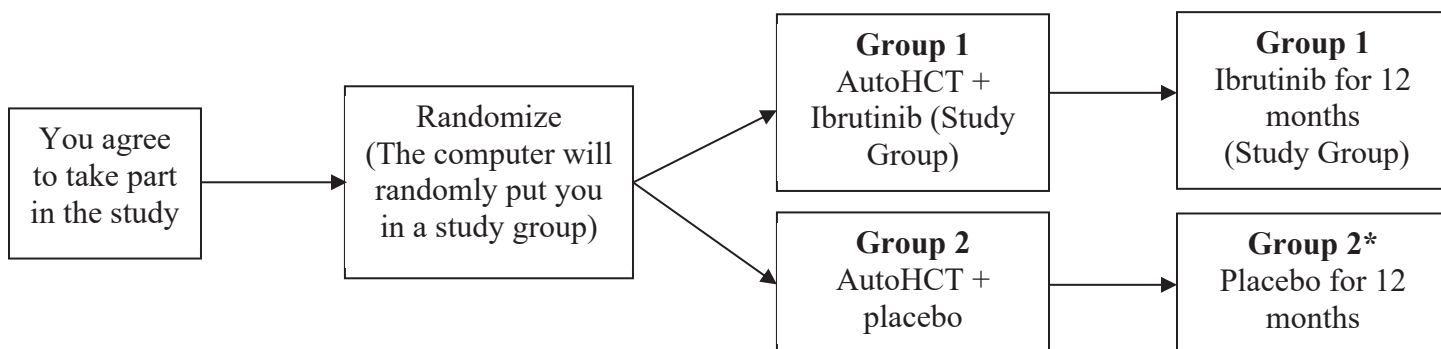 You agree
to take part
in the study
Randomize
(The computer will
randomly put you
in a study group)
Group 1
AutoHCT +
Ibrutinib (Study
Group)
Group 1
Ibrutinib for 12
months
(Study Group)
Group 2
AutoHCT +
placebo
Group 2*
Placebo for 12
months